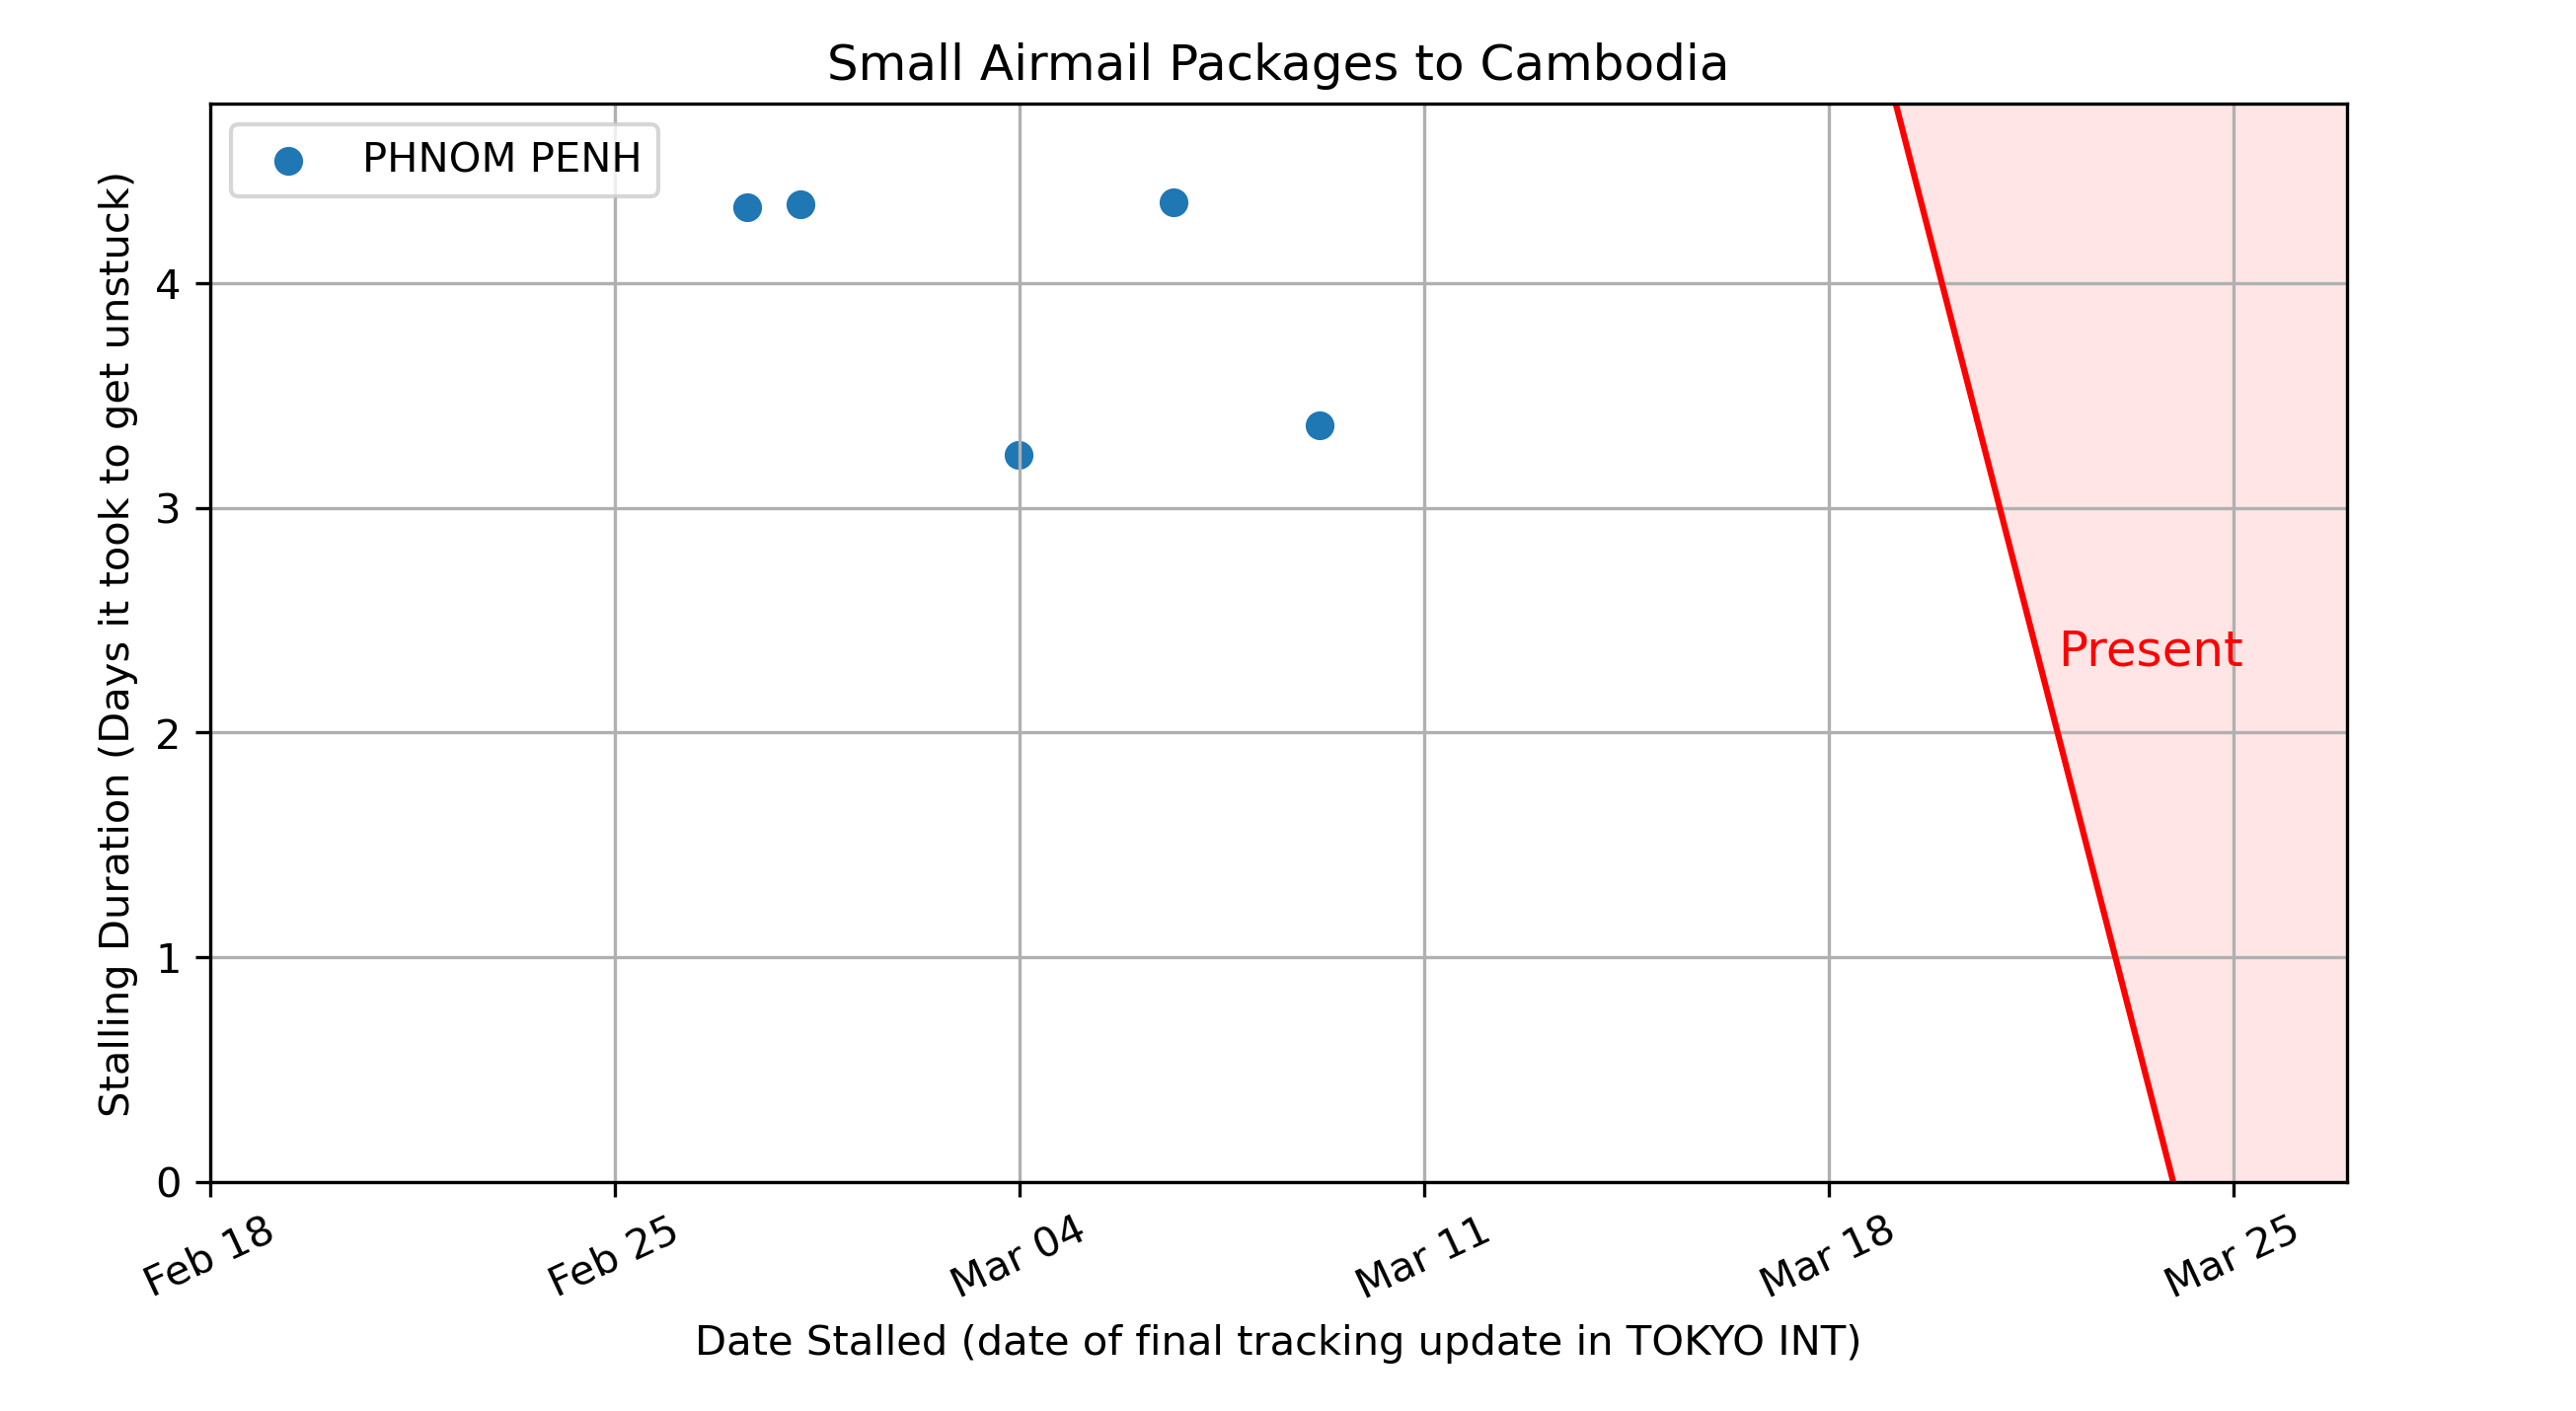 Small Airmail Packages to Cambodia
PHNOM PENH
Stalling Duration (Days it took to get unstuck)
4
3
2
1
0
Present
Feb 18
Feb 25
Mar 04
Mar 11
Mar 18
Mar 25
Date Stalled (date of final tracking update in TOKYO INT)